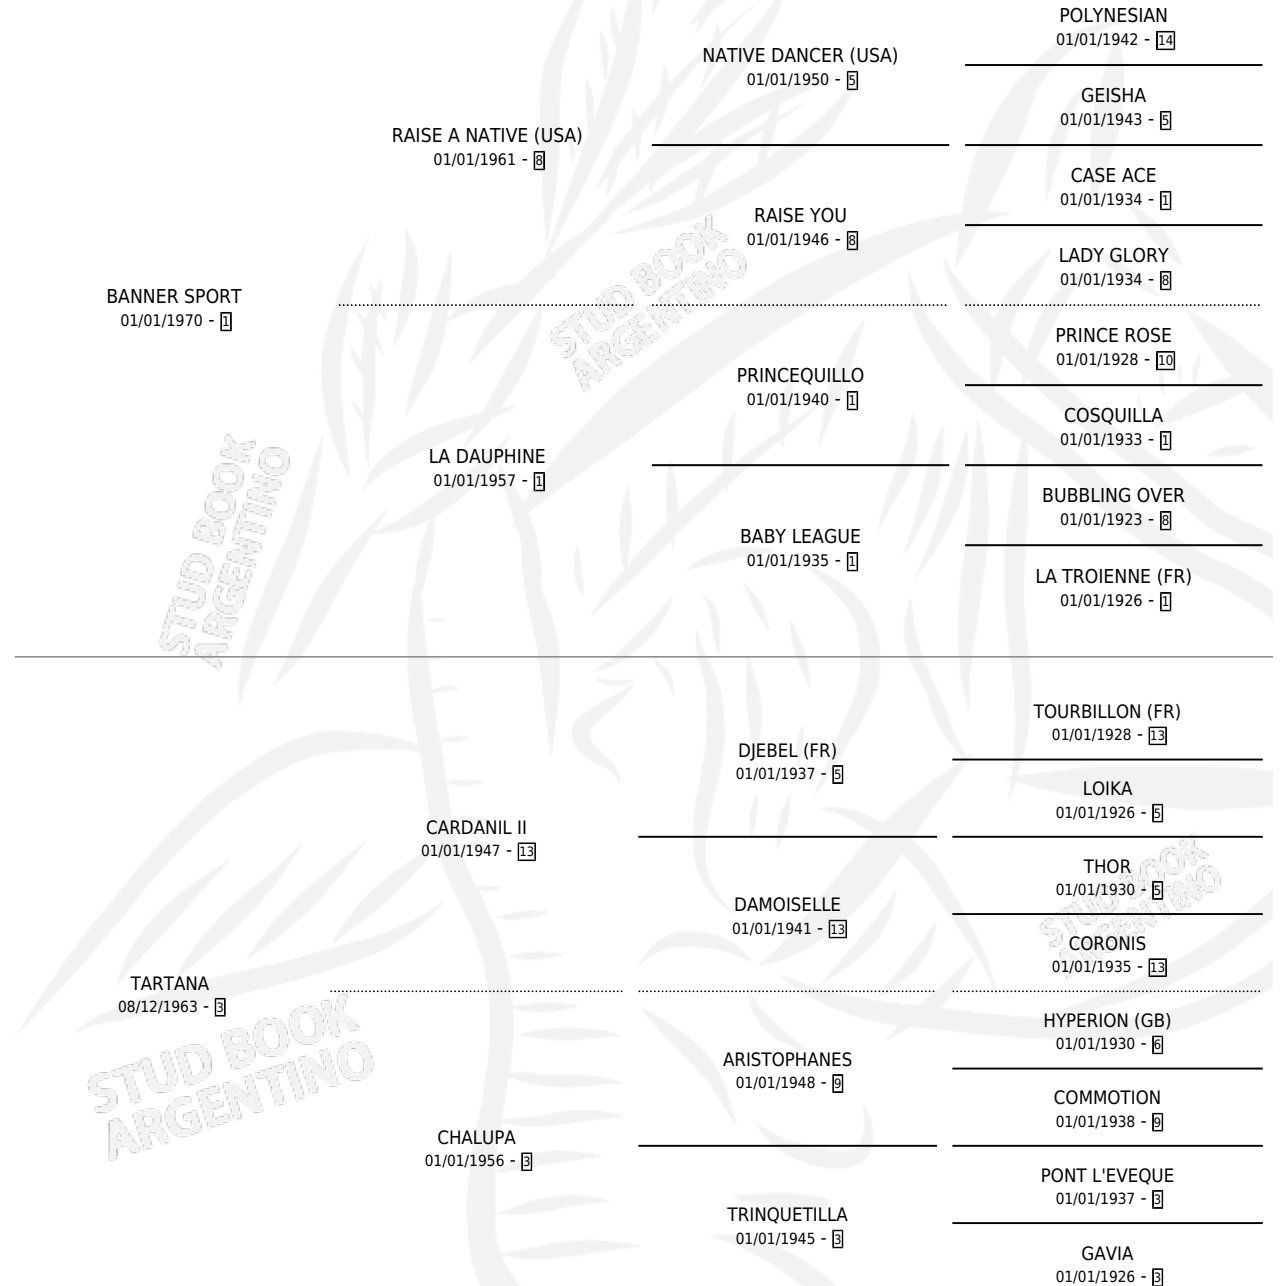 POLYNESIAN
01/01/1942 - 14
NATIVE DANCER (USA)
01/01/1950 - 5
GEISHA
01/01/1943 - 5
RAISE A NATIVE (USA)
01/01/1961 - 8
CASE ACE
01/01/1934 - 1
RAISE YOU
01/01/1946 - 8
LADY GLORY
01/01/1934 - 8
BANNER SPORT
01/01/1970 - 1
PRINCE ROSE
01/01/1928 - 10
PRINCEQUILLO
01/01/1940 - 1
COSQUILLA
01/01/1933 - 1
LA DAUPHINE
01/01/1957 - 1
BUBBLING OVER
01/01/1923 - 8
BABY LEAGUE
01/01/1935 - 1
LA TROIENNE (FR)
01/01/1926 - 1
STUD BOOK
ARGENTINO
STUD BOOK
ARGENTINO
TOURBILLON (FR)
01/01/1928 - 13
DJEBEL (FR)
01/01/1937 - 5
LOIKA
01/01/1926 - 5
CARDANIL II
01/01/1947 - 13
THOR
01/01/1930 - 5
DAMOISELLE
01/01/1941 - 13
CORONIS
01/01/1935 - 13
TARTANA
08/12/1963 - 3
HYPERION (GB)
01/01/1930 - 6
ARISTOPHANES
01/01/1948 - 9
COMMOTION
01/01/1938 - 9
CHALUPA
01/01/1956 - 3
PONT L'EVEQUE
01/01/1937 - 3
TRINQUETILLA
01/01/1945 - 3
GAVIA
01/01/1926 - 3
STUD BOOK
ARGENTINO
STUD BOOK
ARGENTINO